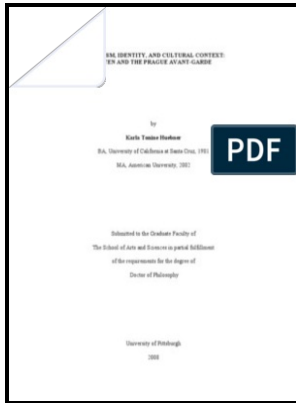 ISM, IDENTITY, AND CULTURAL CONTEXT:
EN AND THE PRAGUE AVANT-GARDE
by
Karla Tonine Huebner
BA, University of California at Santa Cruz, 1981
MA, American University, 2002
PDF
Submitted to the Graduate Faculty of
The School of Arts and Sciences in partial fulfillment
of the requirements for the degree of
Doctor of Philosophy
University of Pittsburgh
2008